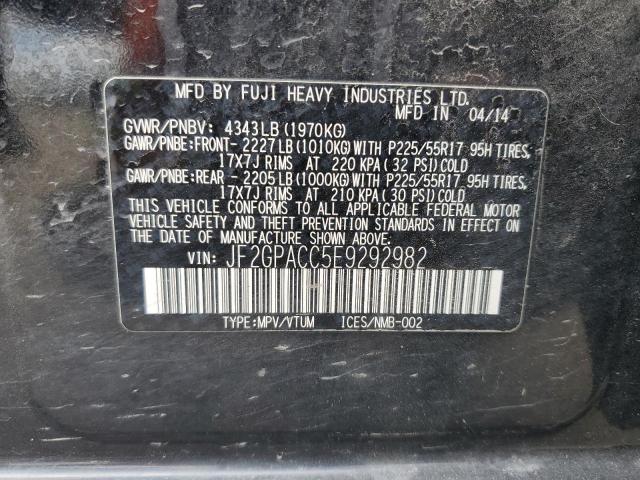 MFD BY FUJI HEAVY INDUSTRIES LTD.
MFD IN 04/14
GVWR/PNBV: 4343LB(1970KG)
GAWR/PNBE:FRONT- 2227LB(1010KG)WITH P225/55R17 95H TIRES,
17X7J RIMS AT 220 KPA(32 PSI)COLD
GAWR/PNBE:REAR - 2205LB(1000KG)WITH P225/55R17 95H TIRES,
17X7J RIMS AT 210 KPA(30 PSI)COLD
THIS VEHICLE CONFORMS TO ALL APPLICABLE FEDERAL MOTOR
VEHICLE SAFETY AND THEFT PREVENTION STANDARDS IN EFFECT ON
THE DATE OF MANUFACTURE SHOWN ABOVE.
VIN: JF2GPACC5E9292982
TYPE:MPV/VTUM ICES/NMB-002